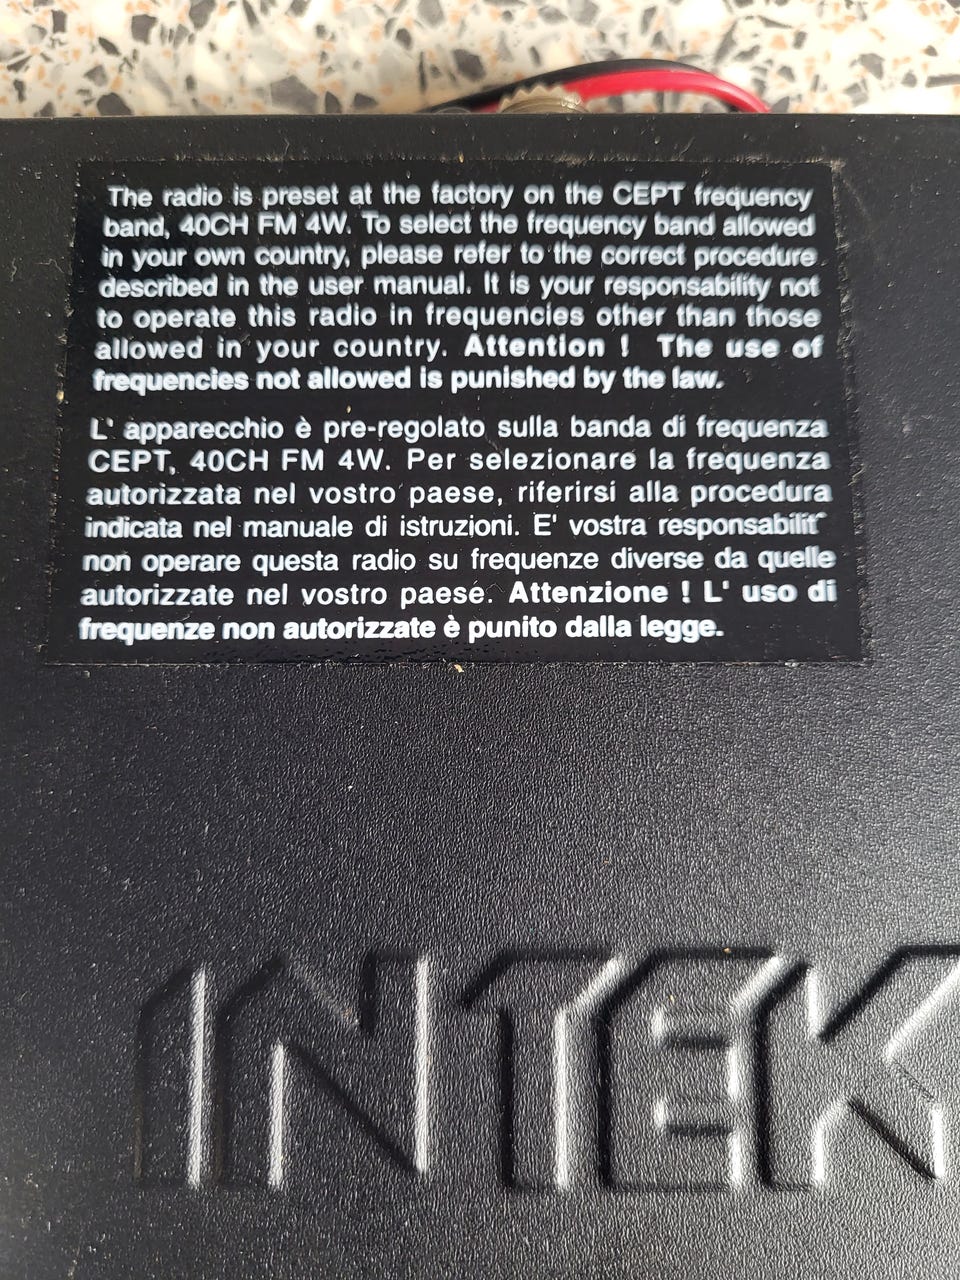 The radio is preset at the factory on the CEPT frequency
band, 40CH FM 4W. To select the frequency band allowed
in your own country, please refer to the correct procedure
described in the user manual. It is your responsability not
to operate this radio in frequencies other than those
allowed in your country. Attention ! The use of
frequencies not allowed is punished by the law.
L' apparecchio è pre-regolato sulla banda di frequenza
CEPT, 40CH FM 4W. Per selezionare la frequenza
autorizzata nel vostro paese, riferirsi alla procedura
indicata nel manuale di istruzioni. E' vostra responsabilit`
non operare questa radio su frequenze diverse da quelle
autorizzate nel vostro paese. Attenzione ! L' uso di
frequenze non autorizzate è punito dalla legge.
INTEK